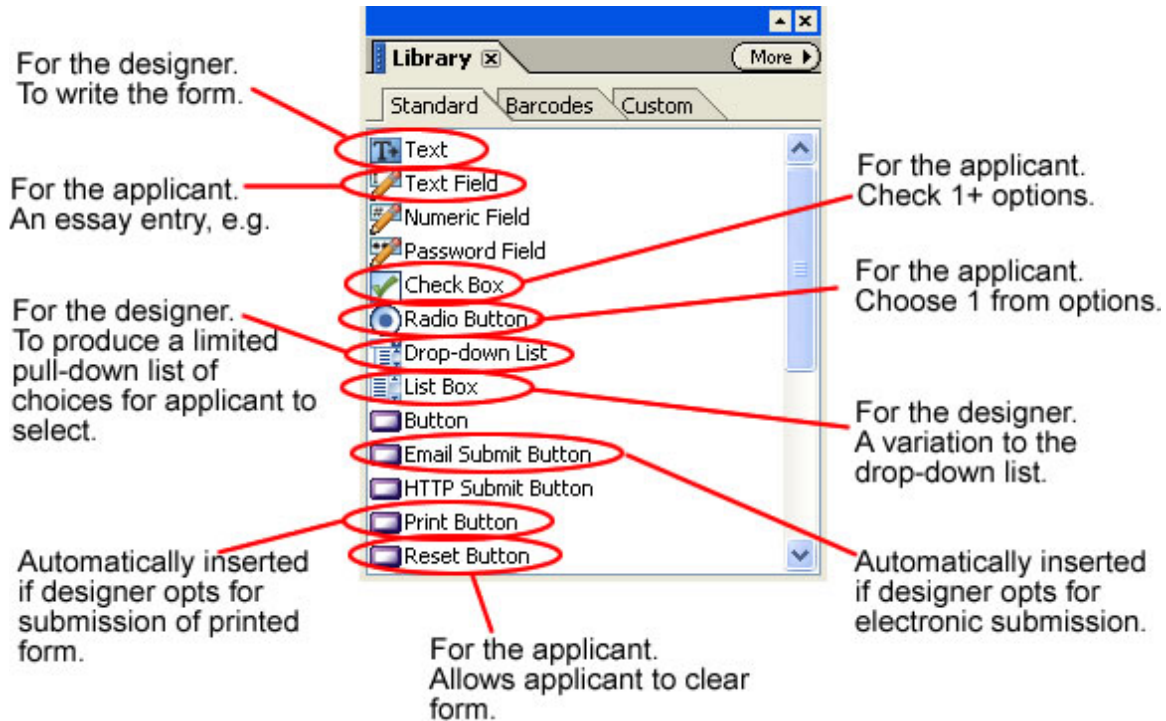 Library
More
Standard Barcodes Custom
Text
Text Field
Numeric Field
Password Field
Check Box
Radio Button
Drop-down List
List Box
Button
Email Submit Button
HTTP Submit Button
Print Button
Reset Button
For the designer.
To write the form.
For the applicant.
An essay entry, e.g.
For the designer.
To produce a limited
pull-down list of
choices for applicant to
select.
Automatically inserted
if designer opts for
submission of printed
form.
For the applicant.
Allows applicant to clear
form.
For the applicant.
Check 1+ options.
For the applicant.
Choose 1 from options.
For the designer.
A variation to the
drop-down list.
Automatically inserted
if designer opts for
electronic submission.